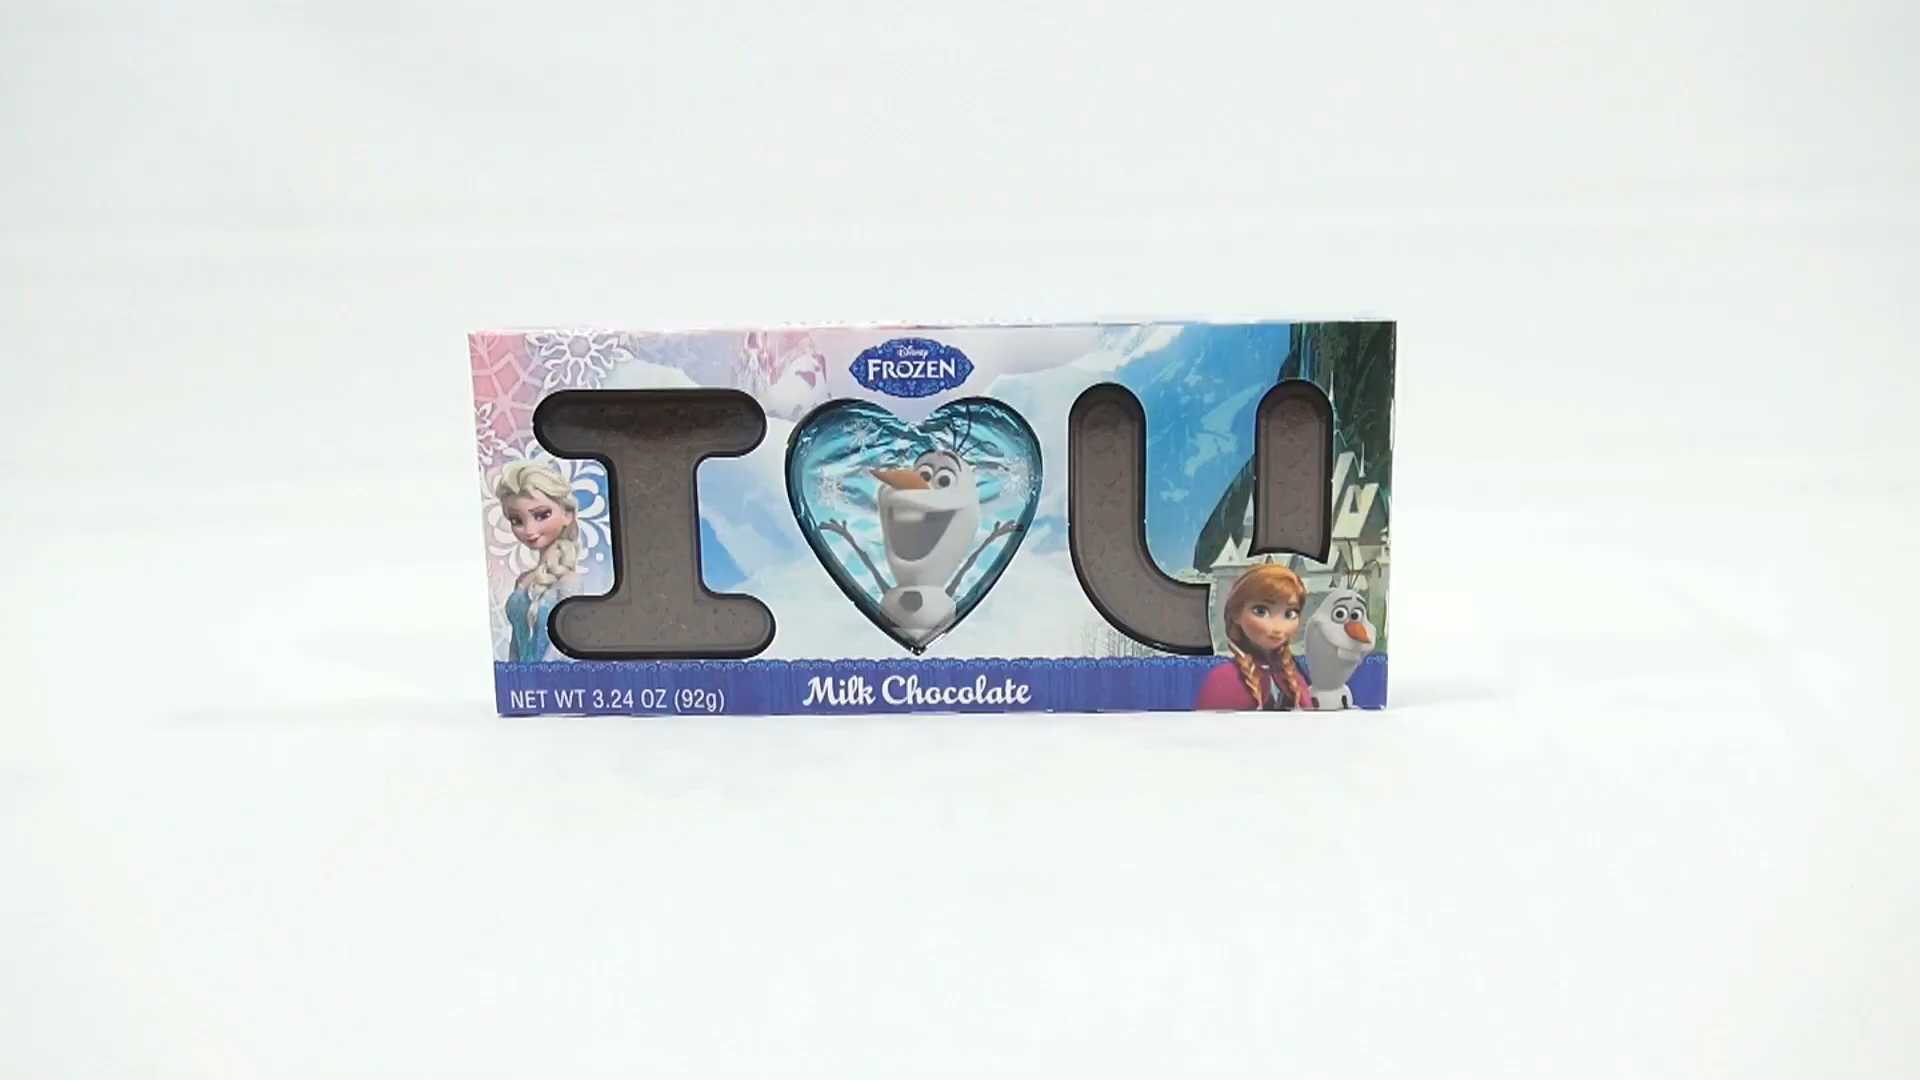 Disney
FROZEN
I U
NET WT 3.24 OZ (92g)
Milk Chocolate